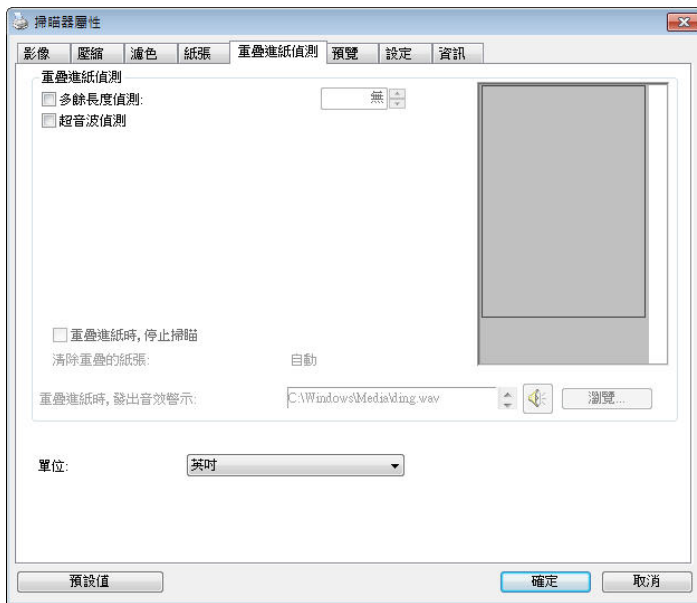 掃瞄器屬性
影像 壓縮 濾色 紙張 重疊進紙偵測 預覽 設定 資訊
重疊進紙偵測
多餘長度偵測: 無
超音波偵測
重疊進紙時, 停止掃瞄
清除重疊的紙張: 自動
重疊進紙時, 發出音效警示: C:\Windows\Media\ding.wav 瀏覽...
單位: 英吋
預設值 確定 取消